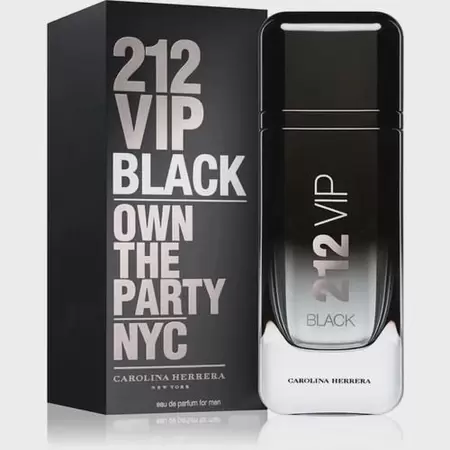 212
VIP
BLACK
OWN
THE
PARTY
NYC
CAROLINA HERRERA
NEW YORK
eau de parfum for men
212 VIP
BLACK
CAROLINA HERRERA